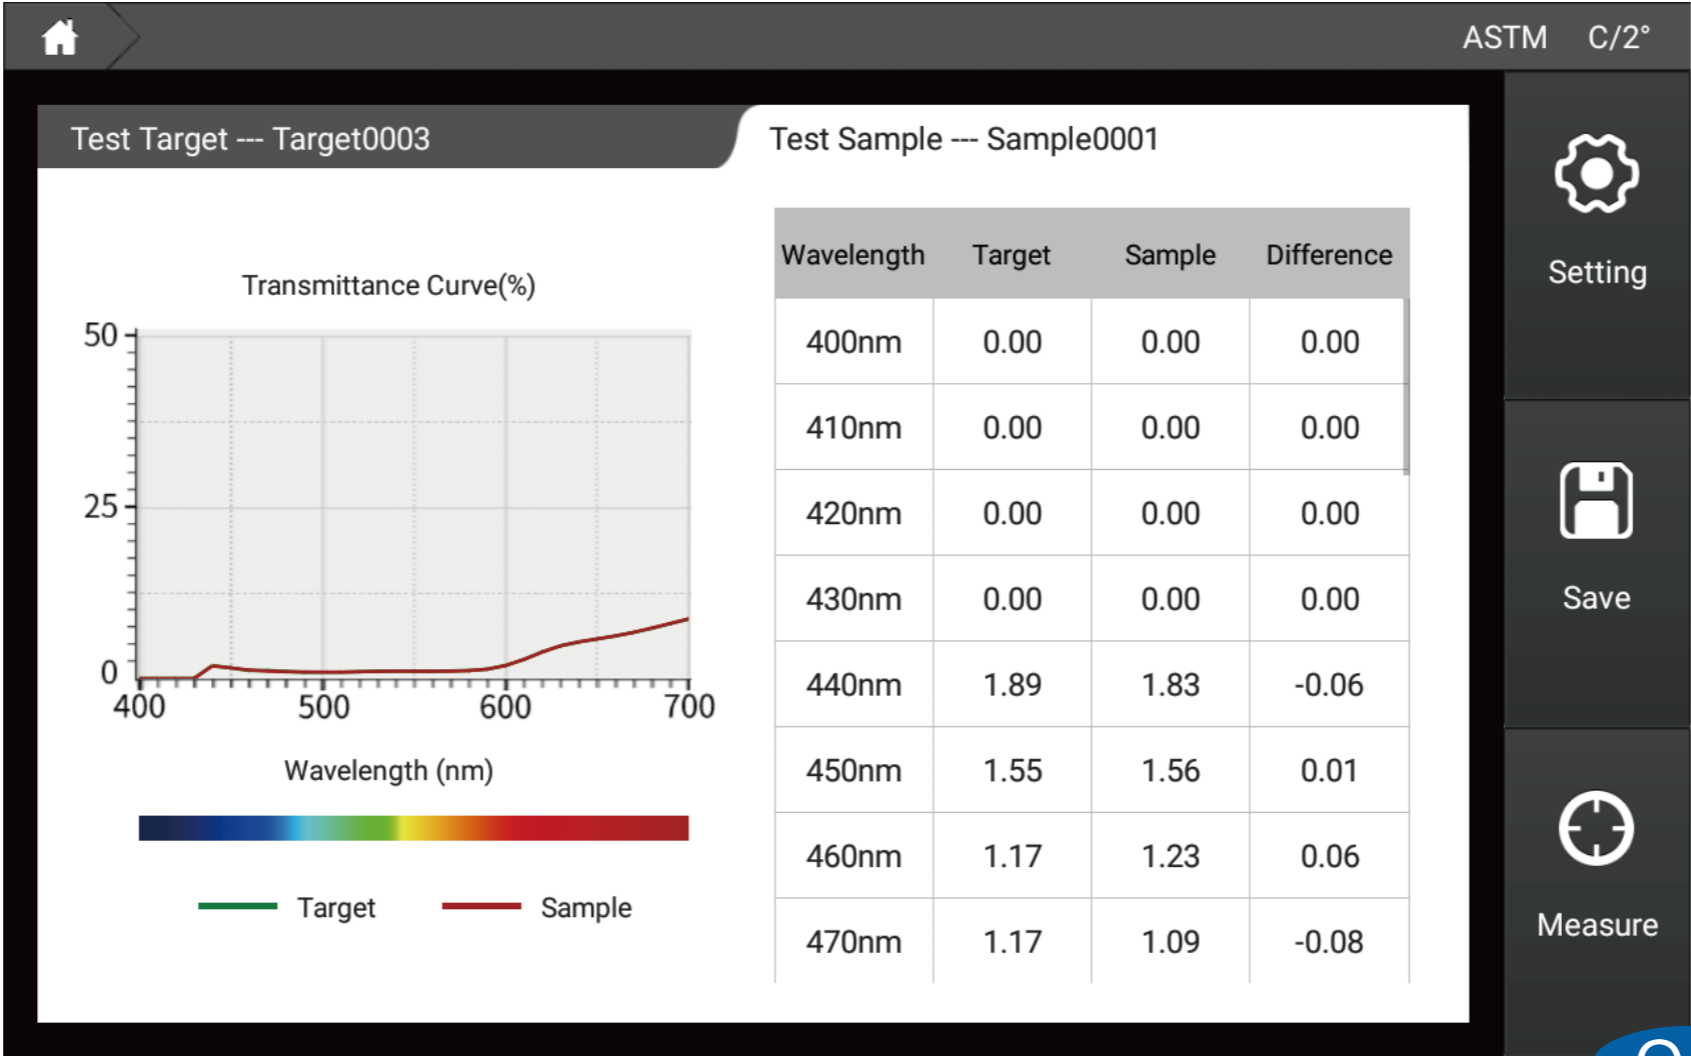 ASTM C/2°
Test Target --- Target0003
Test Sample --- Sample0001
Transmittance Curve(%)
50
25
0
400 500 600 700
Wavelength (nm)
Target Sample
Wavelength Target Sample Difference
400nm 0.00 0.00 0.00
410nm 0.00 0.00 0.00
420nm 0.00 0.00 0.00
430nm 0.00 0.00 0.00
440nm 1.89 1.83 -0.06
450nm 1.55 1.56 0.01
460nm 1.17 1.23 0.06
470nm 1.17 1.09 -0.08
Setting
Save
Measure